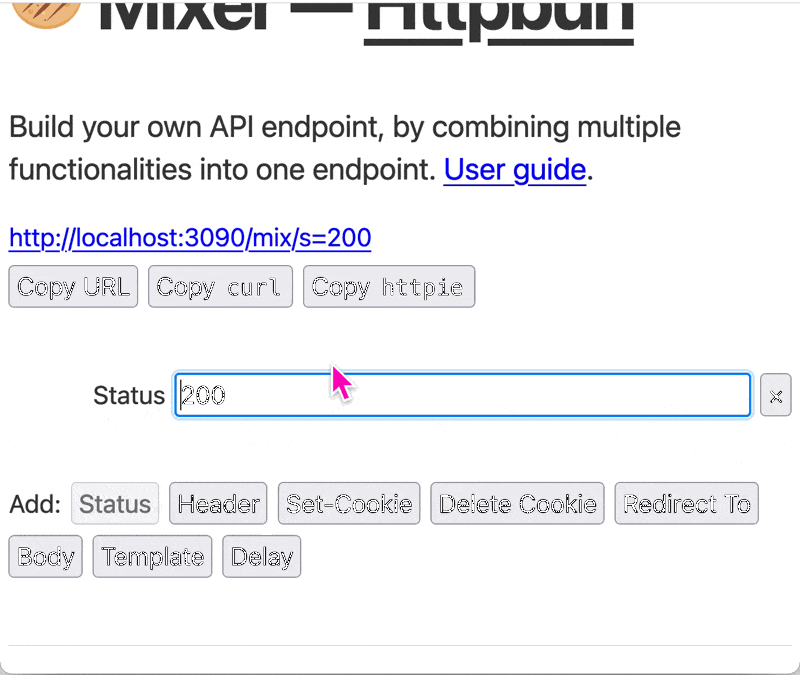 Mixer — Httpbun
Build your own API endpoint, by combining multiple
functionalities into one endpoint. User guide.
http://localhost:3090/mix/s=200
Copy URL Copy curl Copy httpie
Status 200 ×
Add: Status Header Set-Cookie Delete Cookie Redirect To
Body Template Delay